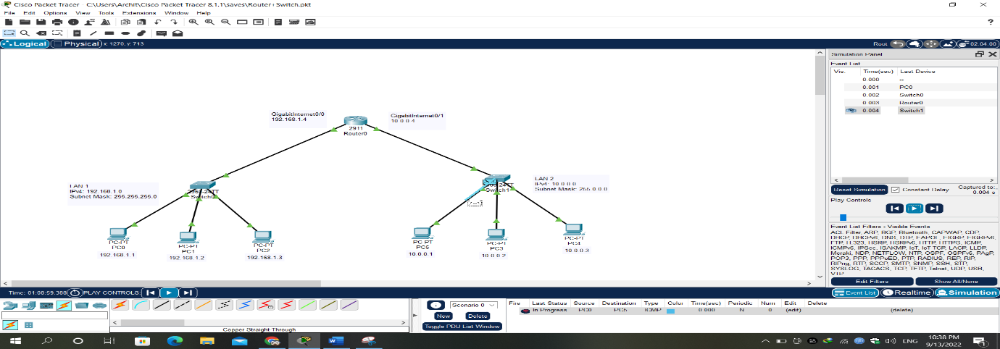 Cisco Packet Tracer - C:\Users\Archit\Cisco Packet Tracer 8.1.1\saves\Router+Switch.pkt
File Edit Options View Tools Extensions Window Help
Logical Physical x: 1270, y: 713
Root 02:04:00
GigabitInternet0/0
192.168.1.4
GigabitInternet0/1
10.0.0.4
2911
Router0
LAN 1
IPv4: 192.168.1.0
Subnet Mask: 255.255.255.0
2960-24TT
Switch0
LAN 2
IPv4: 10.0.0.0
Subnet Mask: 255.0.0.0
Switch1
PC-PT
PC0
192.168.1.1
PC-PT
PC1
192.168.1.2
PC-PT
PC2
192.168.1.3
PC-PT
PC5
10.0.0.1
PC-PT
PC3
10.0.0.2
PC-PT
PC4
10.0.0.3
Simulation Panel
Event List
Vis. Time(sec) Last Device
0.000 --
0.001 PC0
0.002 Switch0
0.003 Router0
0.004 Switch1
Reset Simulation Constant Delay Captured to:
0.004 s
Play Controls
Event List Filters - Visible Events
ACL Filter, ARP, BGP, Bluetooth, CAPWAP, CDP,
DHCP, DHCPv6, DNS, DTP, EAPOL, EIGRP, EIGRPv6,
FTP, H.323, HSRP, HSRPv6, HTTP, HTTPS, ICMP,
ICMPv6, IPSec, ISAKMP, IoT, IoT TCP, LACP, LLDP,
Meraki, NDP, NETFLOW, NTP, OSPF, OSPFv6, PAgP,
POP3, PPP, PPPoED, PTP, RADIUS, REP, RIP,
RIPng, RTP, SCCP, SMTP, SNMP, SSH, STP,
SYSLOG, TACACS, TCP, TFTP, Telnet, UDP, USB,
VTP
Edit Filters Show All/None
Time: 01:08:59.388 PLAY CONTROLS:
Event List Realtime Simulation
Copper Straight-Through
Scenario 0
New Delete
Toggle PDU List Window
Fire Last Status Source Destination Type Color Time(sec) Periodic Num Edit Delete
In Progress PC0 PC5 ICMP 0.000 N 0 (edit) (delete)
ENG
10:38 PM
9/13/2022